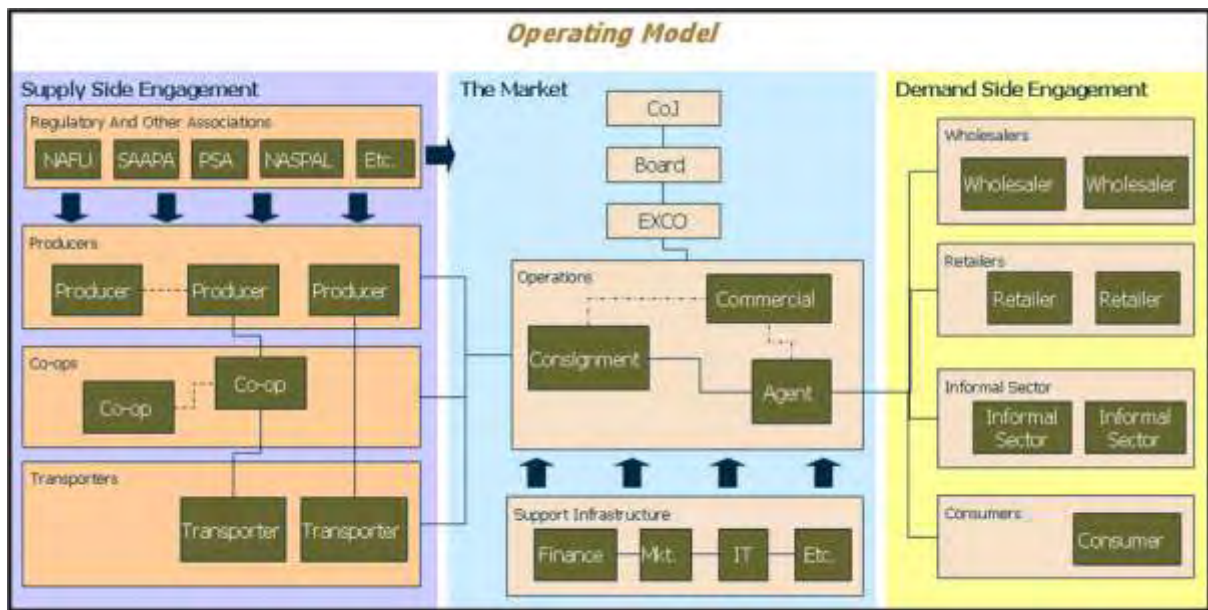 Operating Model
Supply Side Engagement
Regulatory And Other Associations
NAFU
SAAPA
PSA
NASPAL
Etc.
Producers
Producer
Producer
Producer
Co-ops
Co-op
Co-op
Transporters
Transporter
Transporter
The Market
CoJ
Board
EXCO
Operations
Commercial
Consignment
Agent
Support Infrastructure
Finance
Mkt.
IT
Etc.
Demand Side Engagement
Wholesalers
Wholesaler
Wholesaler
Retailers
Retailer
Retailer
Informal Sector
Informal
Sector
Informal
Sector
Consumers
Consumer